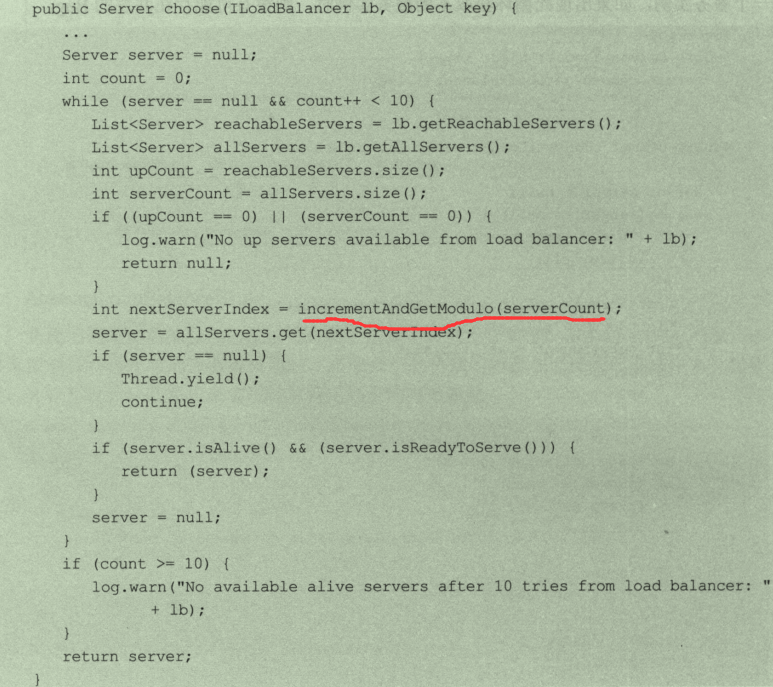 public Server choose(ILoadBalancer lb, Object key) {
...
Server server = null;
int count = 0;
while (server == null && count++ < 10) {
List<Server> reachableServers = lb.getReachableServers();
List<Server> allServers = lb.getAllServers();
int upCount = reachableServers.size();
int serverCount = allServers.size();
if ((upCount == 0) || (serverCount == 0)) {
log.warn("No up servers available from load balancer: " + lb);
return null;
}
int nextServerIndex = incrementAndGetModulo(serverCount);
server = allServers.get(nextServerIndex);
if (server == null) {
Thread.yield();
continue;
}
if (server.isAlive() && (server.isReadyToServe())) {
return (server);
}
server = null;
}
if (count >= 10) {
log.warn("No available alive servers after 10 tries from load balancer: "
+ lb);
}
return server;
}